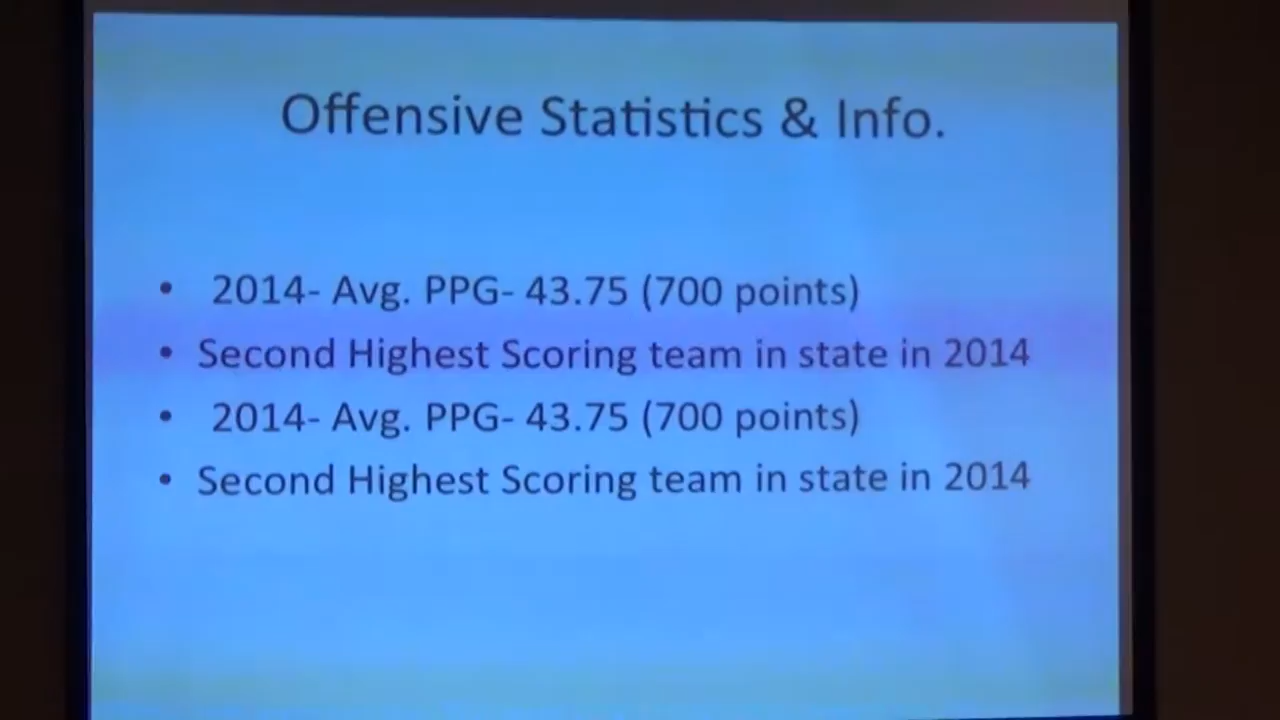 Offensive Statistics & Info.
• 2014- Avg. PPG- 43.75 (700 points)
• Second Highest Scoring team in state in 2014
• 2014- Avg. PPG- 43.75 (700 points)
• Second Highest Scoring team in state in 2014